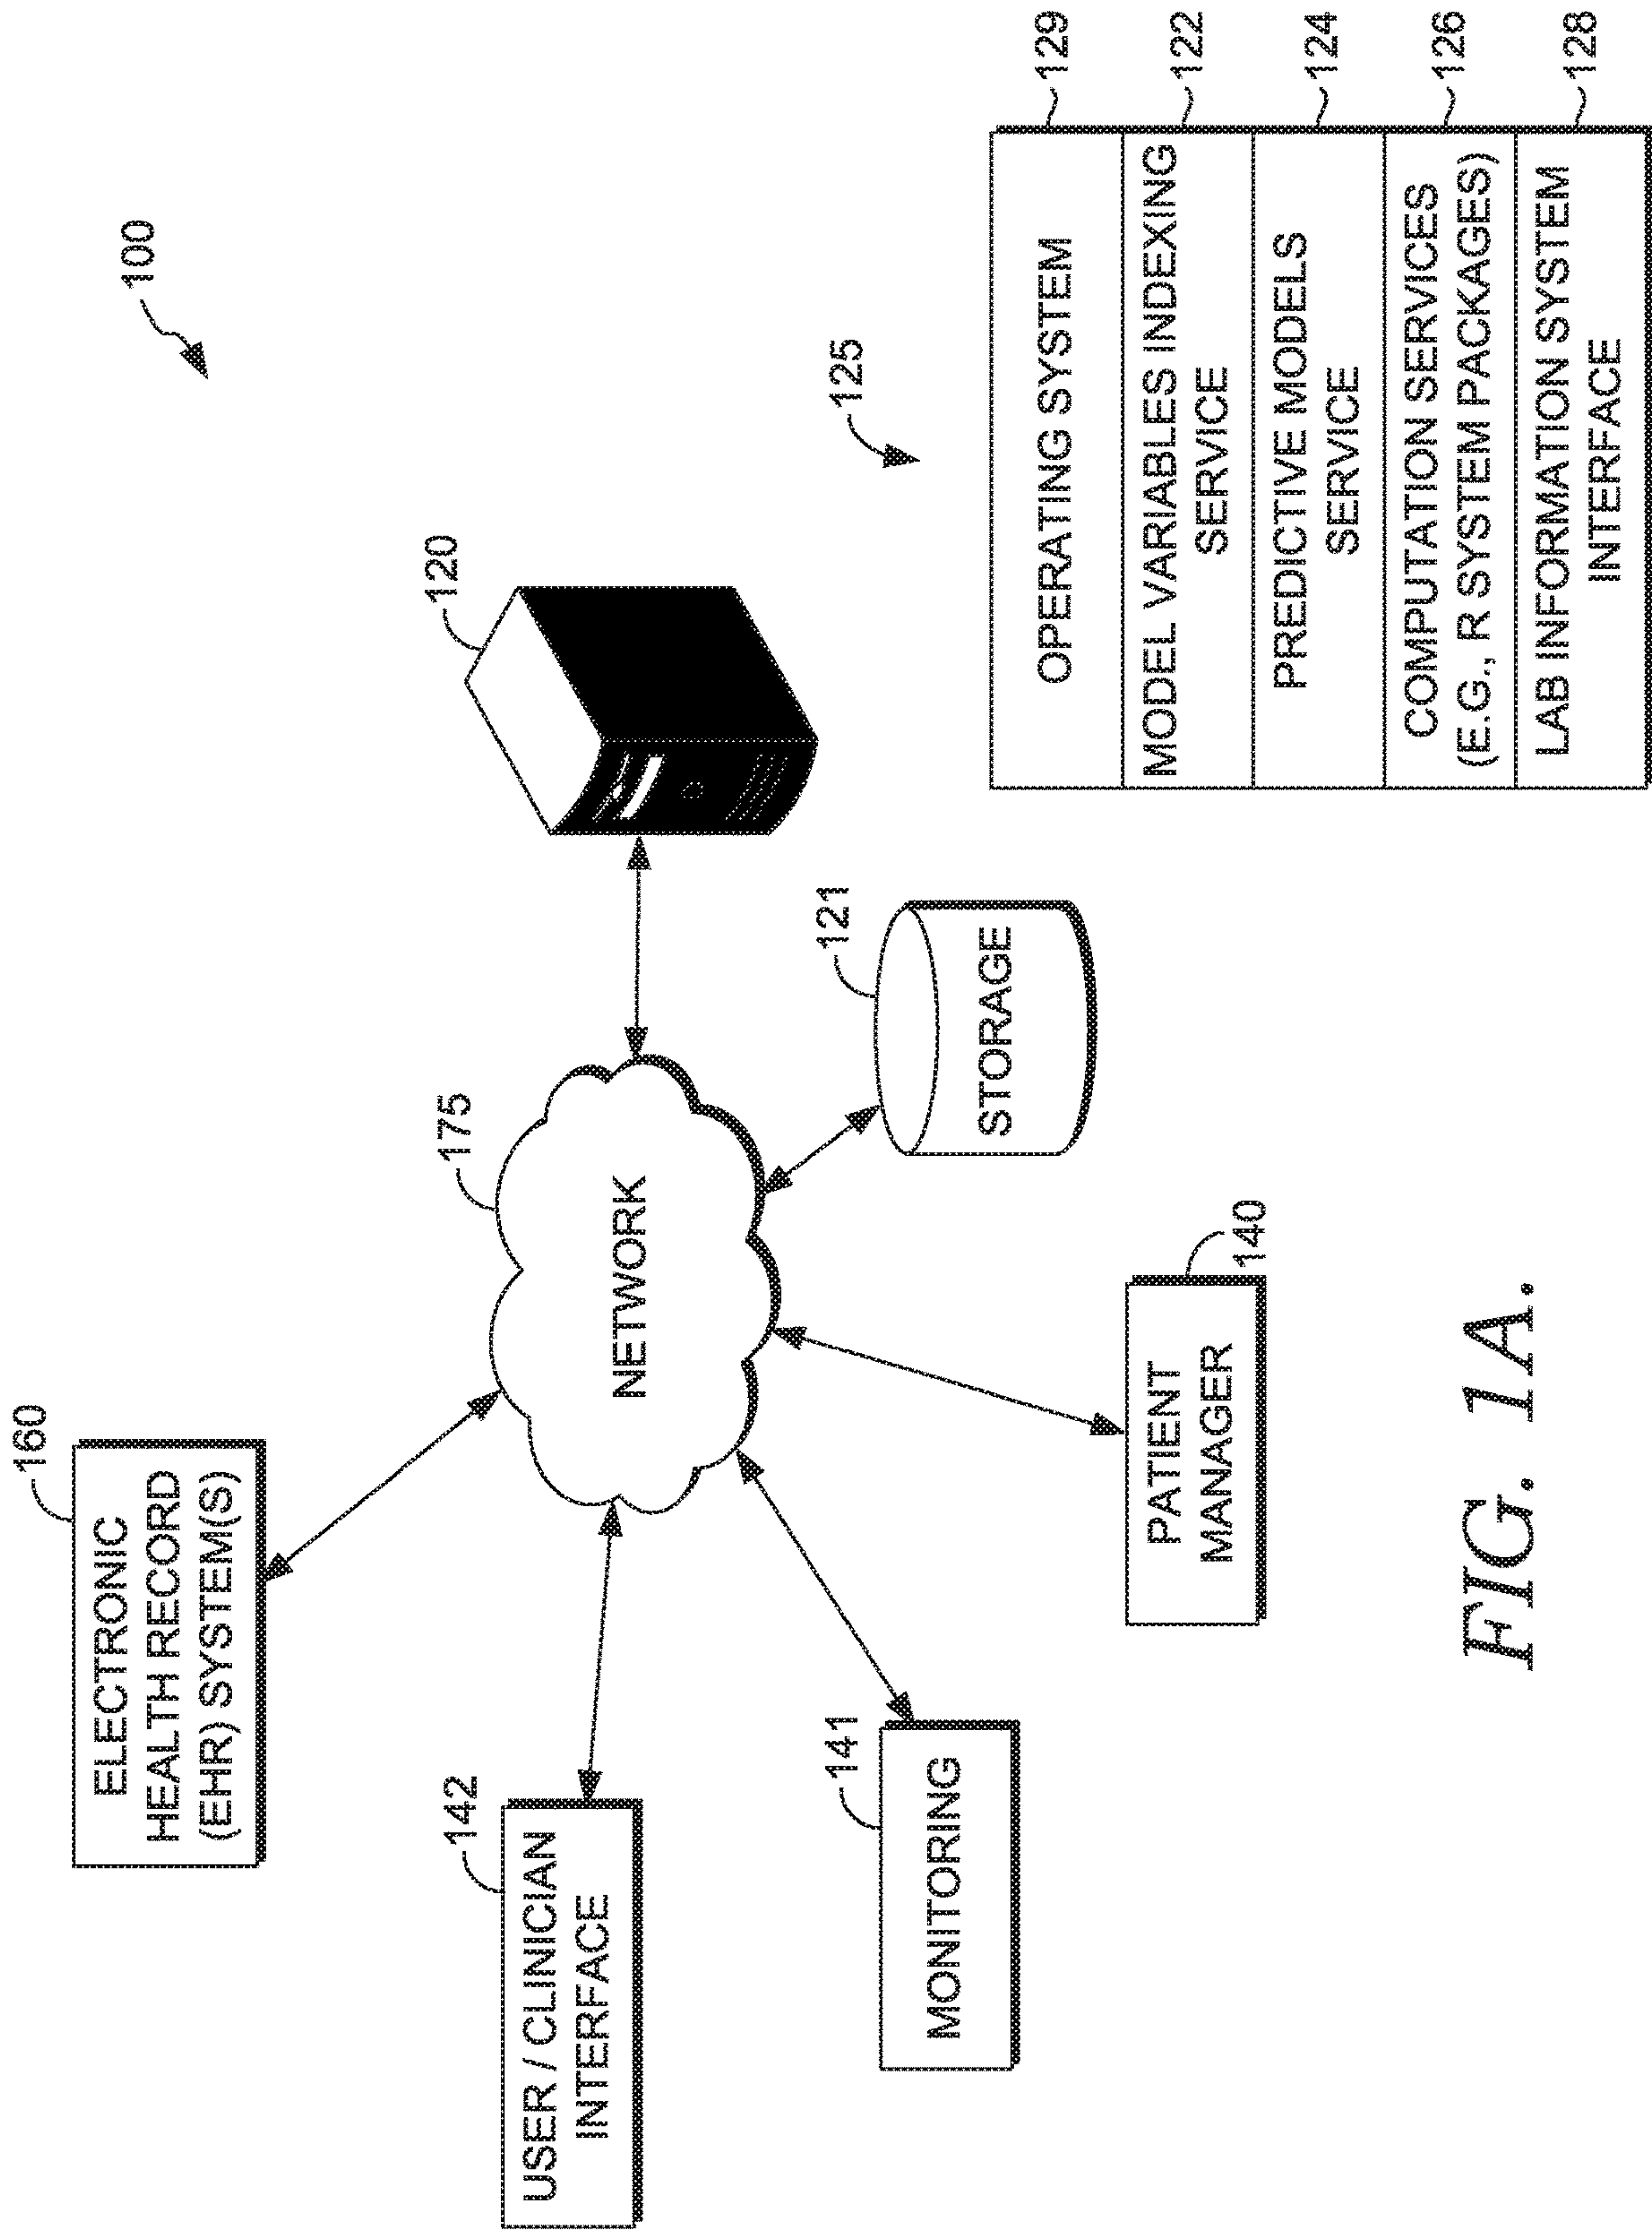 100
160
ELECTRONIC
HEALTH RECORD
(EHR) SYSTEM(S)
142
USER / CLINICIAN
INTERFACE
175
NETWORK
120
141
MONITORING
121
STORAGE
140
PATIENT
MANAGER
125
OPERATING SYSTEM
129
MODEL VARIABLES INDEXING
SERVICE
122
PREDICTIVE MODELS
SERVICE
124
COMPUTATION SERVICES
(E.G., R SYSTEM PACKAGES)
126
LAB INFORMATION SYSTEM
INTERFACE
128
FIG. 1A.